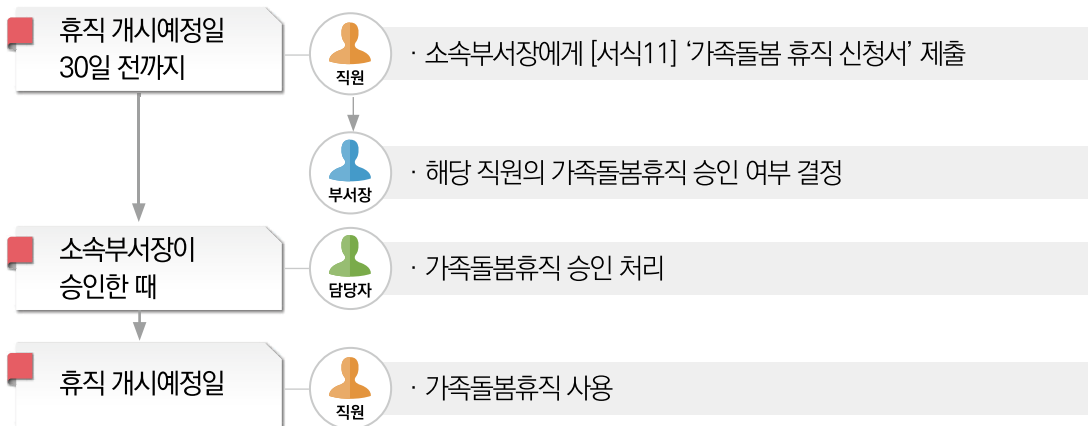 휴직 개시예정일
30일 전까지
직원
· 소속부서장에게 [서식11] ‘가족돌봄 휴직 신청서’ 제출
부서장
· 해당 직원의 가족돌봄휴직 승인 여부 결정
소속부서장이
승인한 때
담당자
· 가족돌봄휴직 승인 처리
휴직 개시예정일
직원
· 가족돌봄휴직 사용